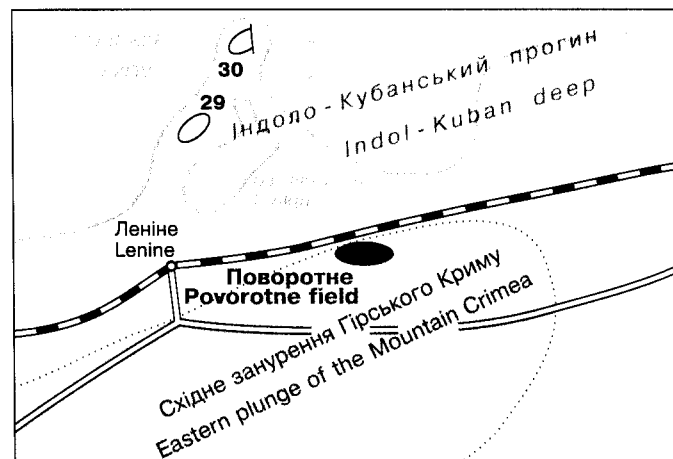 30
29
Індоло-Кубанський прогин
Indol-Kuban deep
Леніне
Lenine
Поворотне
Povorotne field
Східне занурення Гірського Криму
Eastern plunge of the Mountain Crimea